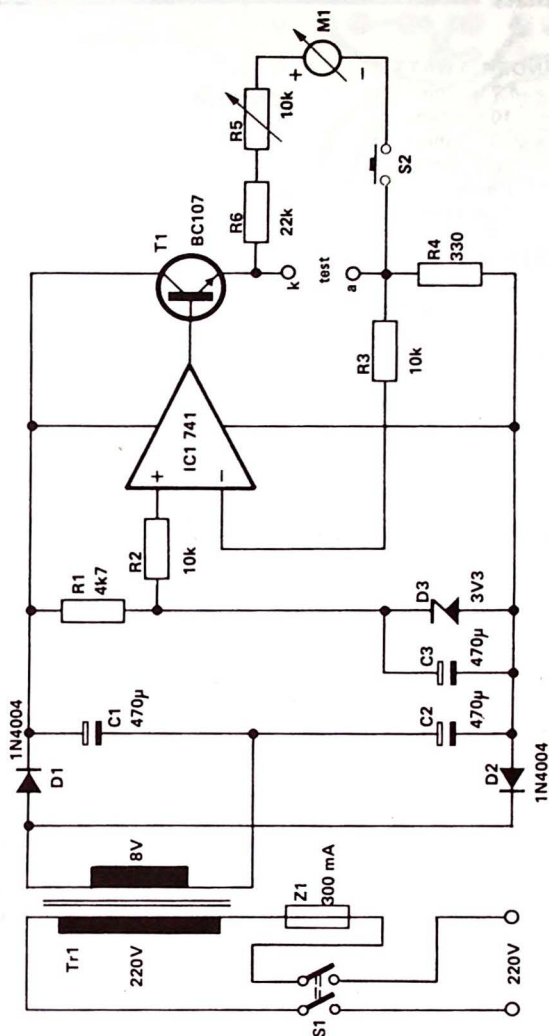 1N4004
D1
R1
4k7
T1
BC107
R5
10k
M1
+
−
R6
22k
C1
470µ
R2
10k
+
−
IC1 741
k
test
a
S2
8V
Tr1
220V
R3
10k
R4
330
Z1
300 mA
C2
470µ
C3
470µ
D3
3V3
D2
1N4004
S1
220V